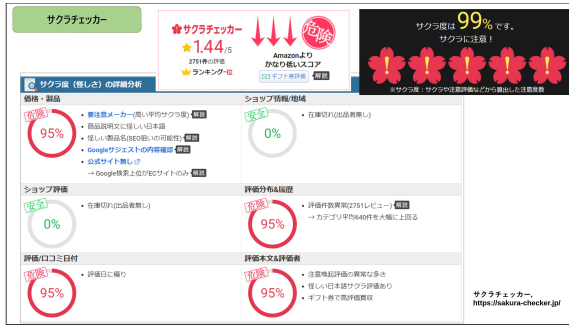 サクラチェッカー
サクラチェッカー
1.44/5
2751件の評価
ランキング-位
危険
Amazonより
かなり低いスコア
ギフト券評価 解説
サクラ度は 99% です。
サクラに注意！
※サクラ度：サクラや注意評価などから算出した注意度数
サクラ度（怪しさ）の詳細分析
価格・製品
危険
95%
・要注意メーカー(高い平均サクラ度) 解説
・商品説明文に怪しい日本語
・怪しい製品名(SEO狙いの可能性) 解説
・Googleサジェストの内容確認 解説
・公式サイト無し
→Google検索上位がECサイトのみ 解説
ショップ情報/地域
安全
0%
・在庫切れ(出品者無し)
ショップ評価
安全
0%
・在庫切れ(出品者無し)
評価分布&履歴
危険
95%
・評価件数異常(2751レビュー) 解説
→カテゴリ平均640件を大幅に上回る
評価/口コミ日付
危険
95%
・評価日に偏り
評価本文&評価者
危険
95%
・注意喚起評価の異常な多さ
・怪しい日本語サクラ評価あり
・ギフト券で高評価買収
サクラチェッカー,
https://sakura-checker.jp/